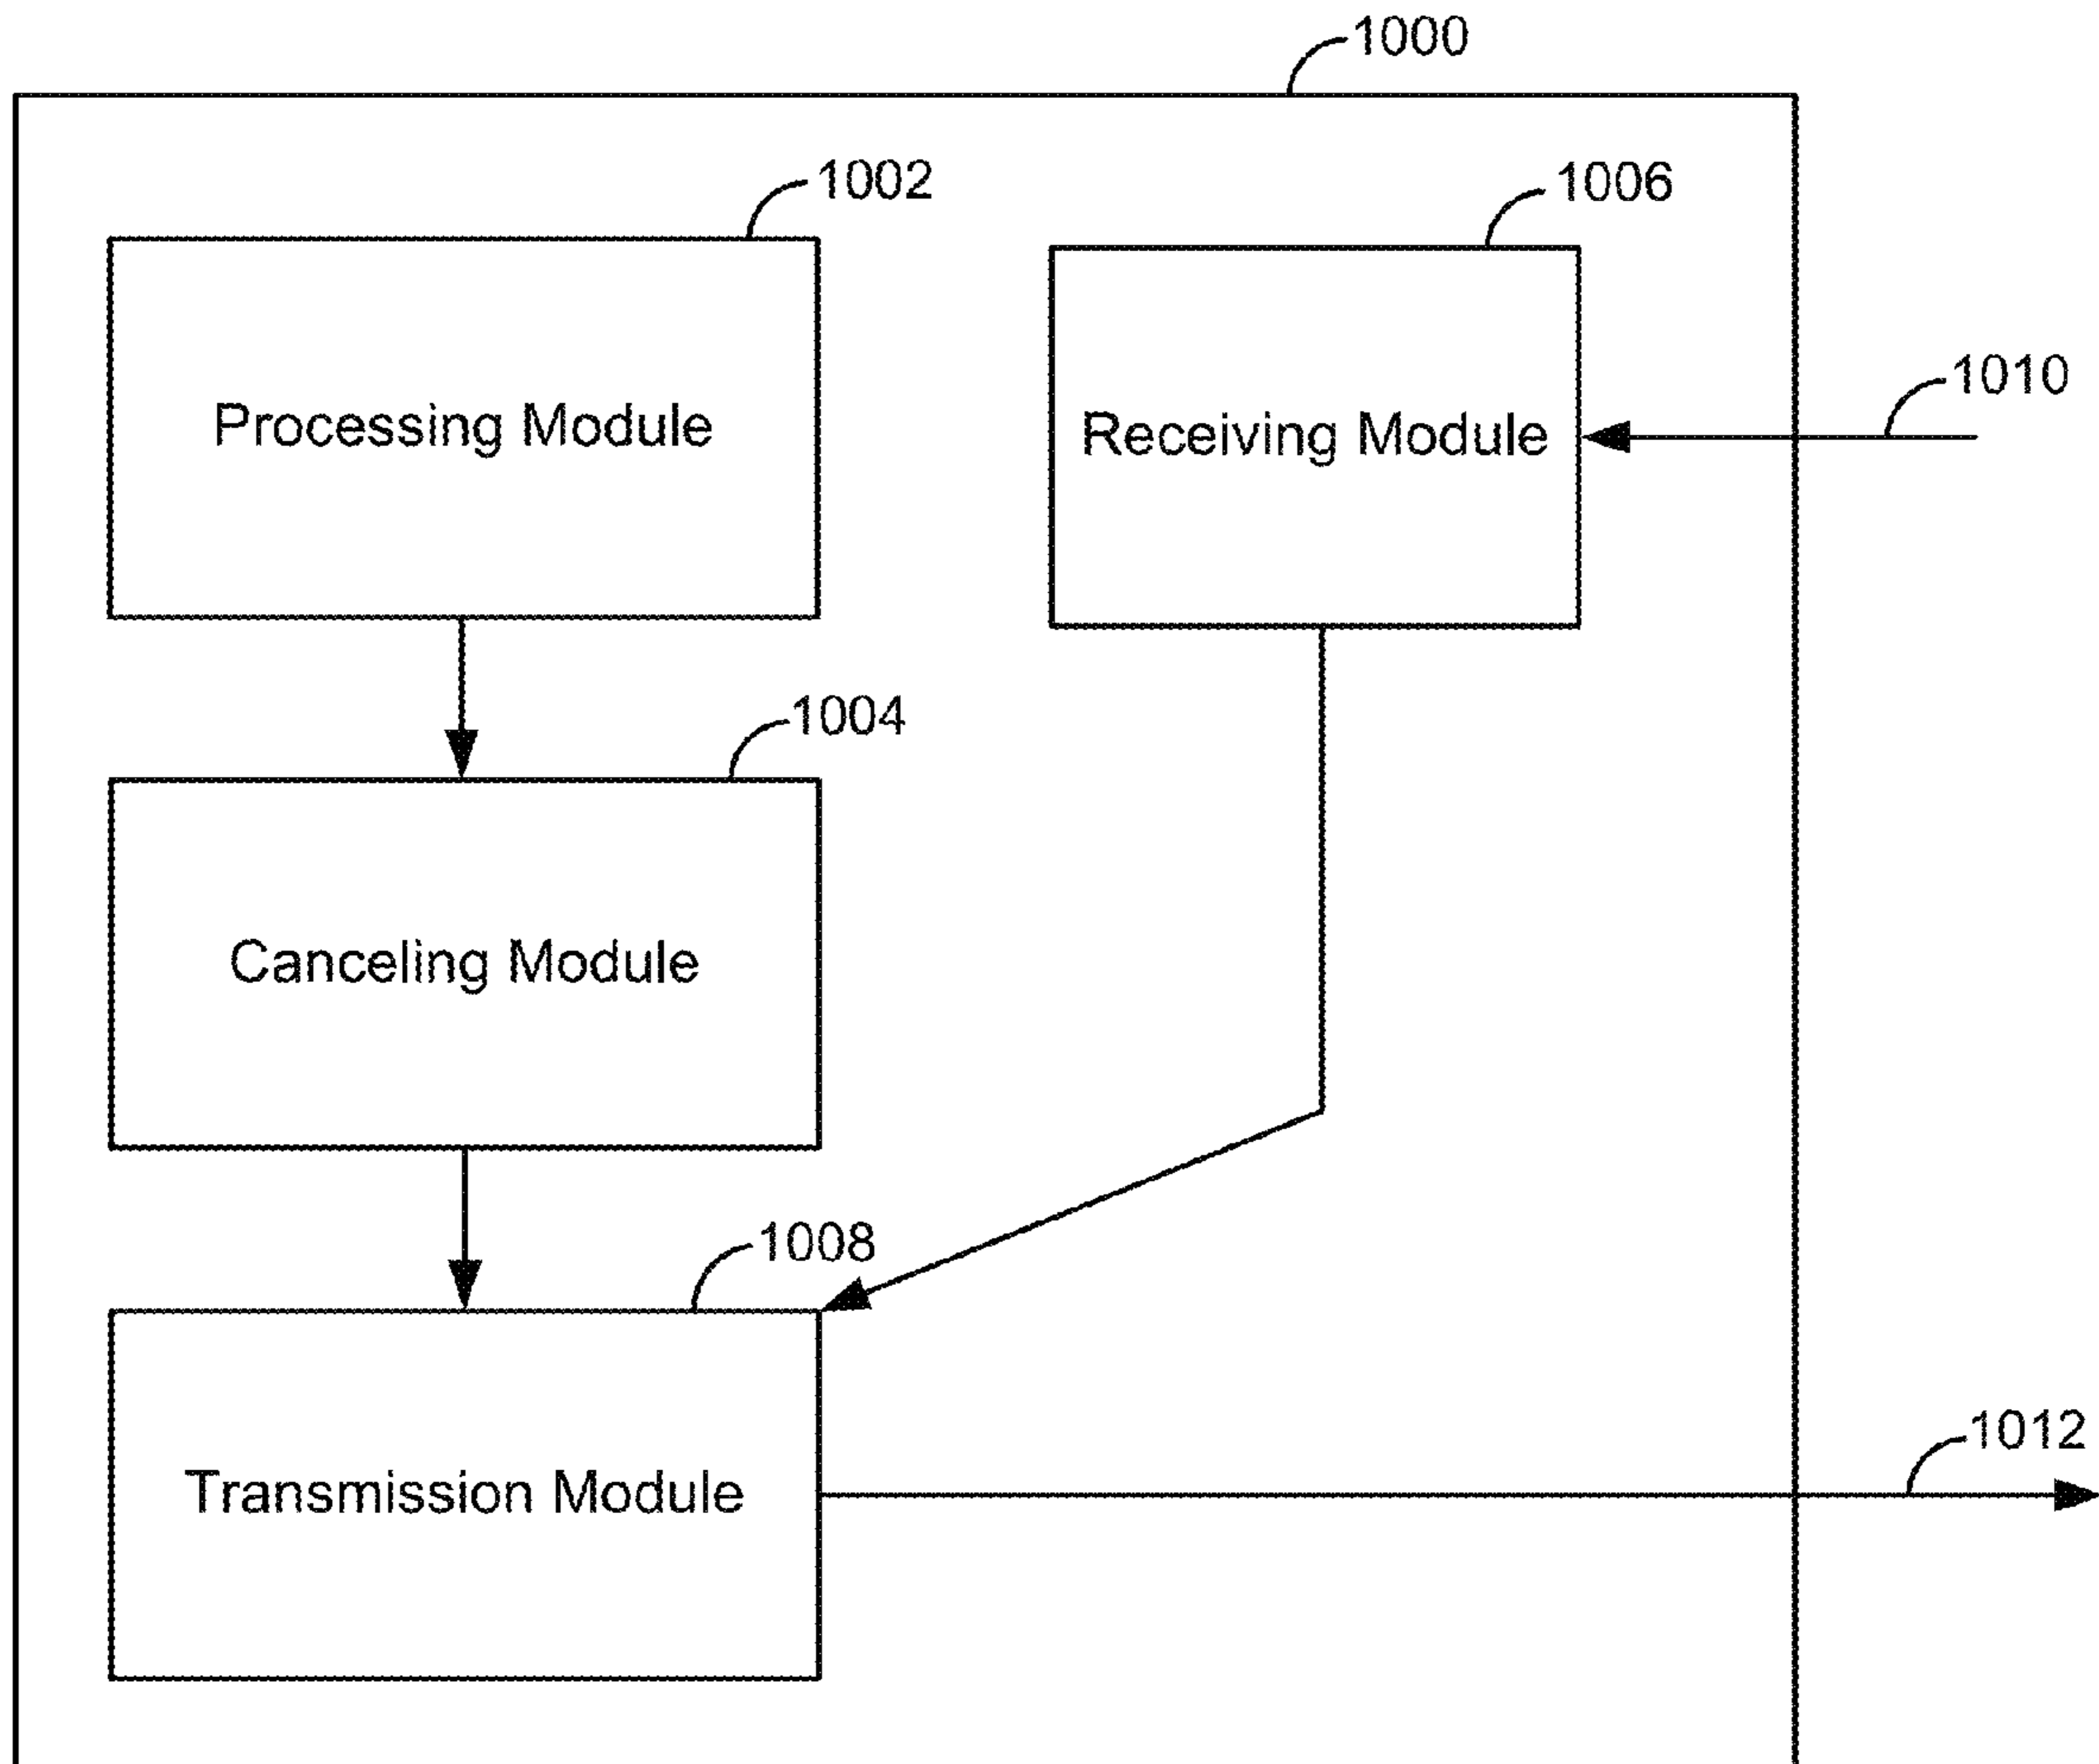 1000
1002
1006
Processing Module
Receiving Module
1010
1004
Canceling Module
1008
Transmission Module
1012